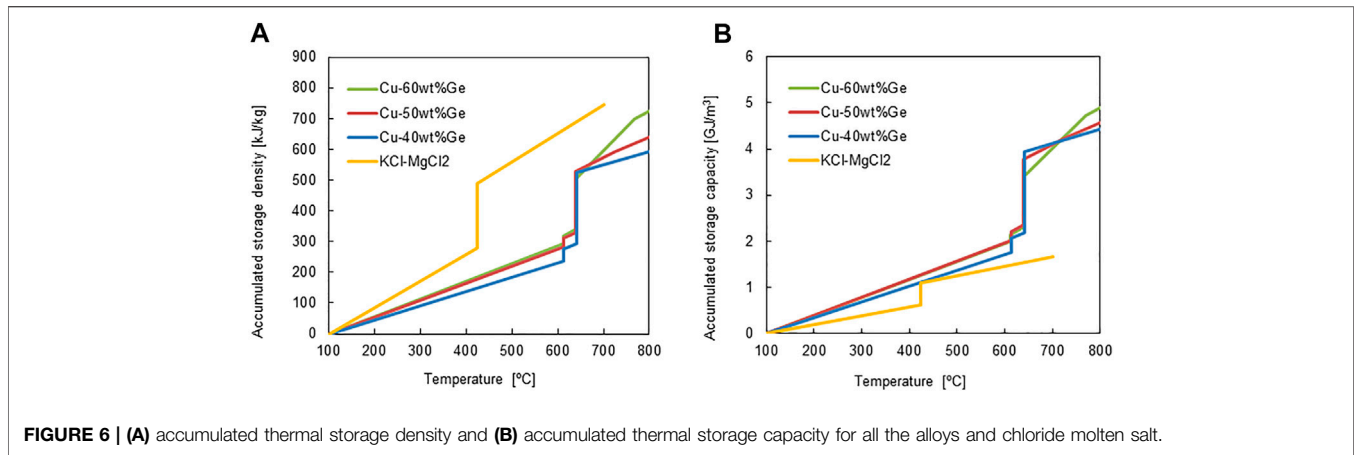 A
900
800
700
600
500
400
300
200
100
0
Accumulated storage density [kJ/kg]
Cu-60wt%Ge
Cu-50wt%Ge
Cu-40wt%Ge
KCl-MgCl2
100 200 300 400 500 600 700 800
Temperature [ºC]
B
6
5
4
3
2
1
0
Accumulated storage capacity [GJ/m³]
Cu-60wt%Ge
Cu-50wt%Ge
Cu-40wt%Ge
KCl-MgCl2
100 200 300 400 500 600 700 800
Temperature [ºC]
FIGURE 6 | (A) accumulated thermal storage density and (B) accumulated thermal storage capacity for all the alloys and chloride molten salt.